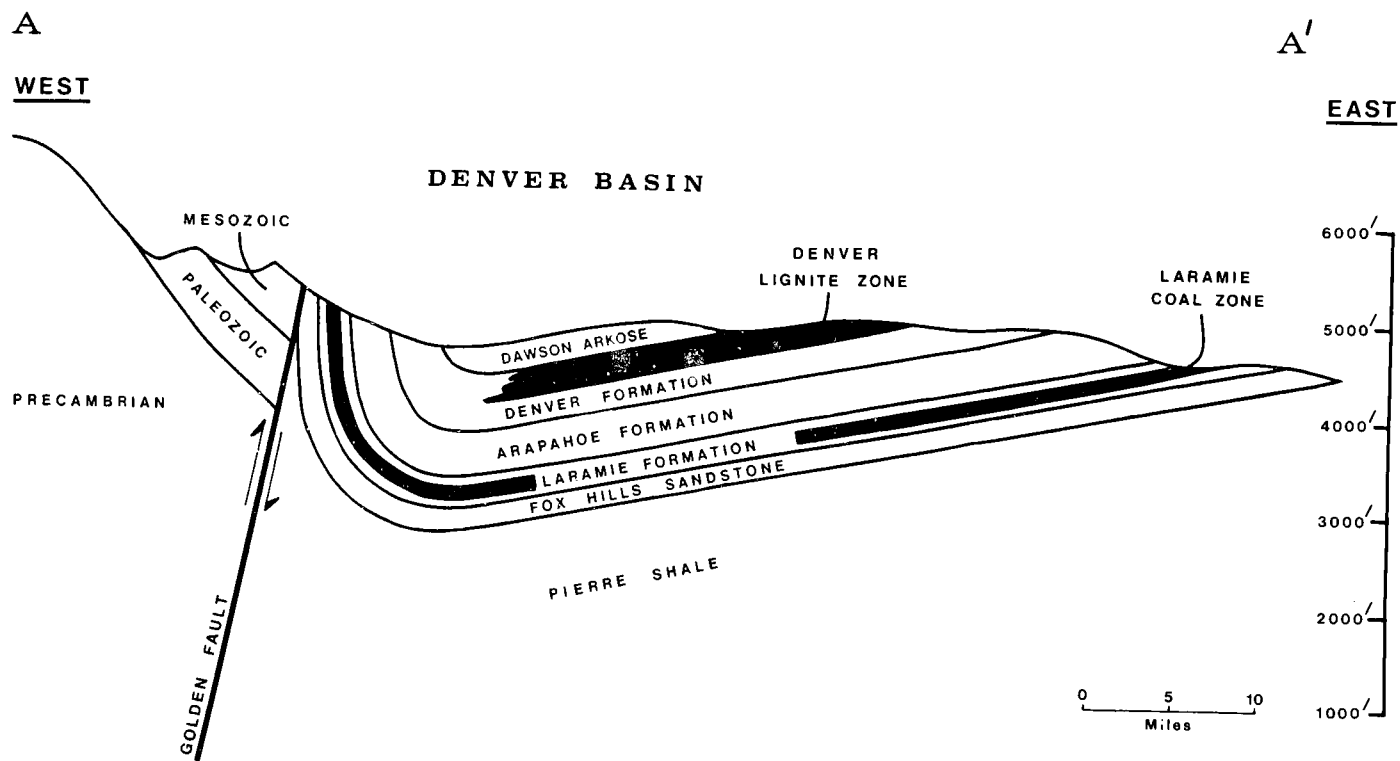 A
A′
WEST
EAST
DENVER BASIN
MESOZOIC
6000′
DENVER
LIGNITE ZONE
LARAMIE
COAL ZONE
PALEOZOIC
5000′
DAWSON ARKOSE
DENVER FORMATION
PRECAMBRIAN
ARAPAHOE FORMATION
4000′
LARAMIE FORMATION
FOX HILLS SANDSTONE
3000′
PIERRE SHALE
2000′
GOLDEN FAULT
0 5 10
Miles
1000′